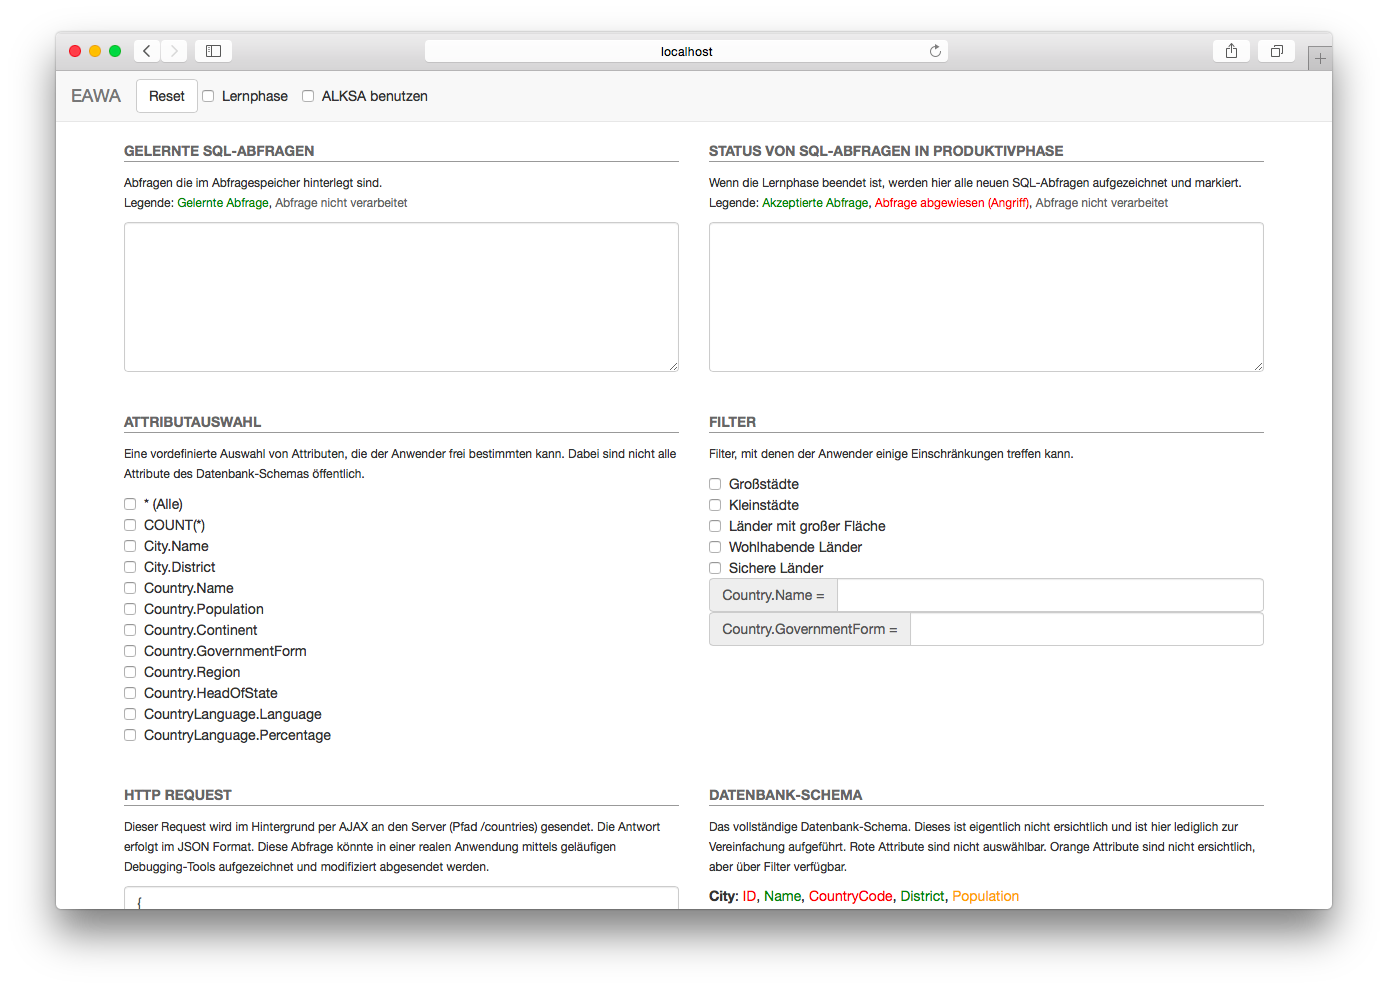 localhost
EAWA Reset Lernphase ALKSA benutzen
GELERNTE SQL-ABFRAGEN
Abfragen die im Abfragespeicher hinterlegt sind.
Legende: Gelernte Abfrage, Abfrage nicht verarbeitet
STATUS VON SQL-ABFRAGEN IN PRODUKTIVPHASE
Wenn die Lernphase beendet ist, werden hier alle neuen SQL-Abfragen aufgezeichnet und markiert.
Legende: Akzeptierte Abfrage, Abfrage abgewiesen (Angriff), Abfrage nicht verarbeitet
ATTRIBUTAUSWAHL
Eine vordefinierte Auswahl von Attributen, die der Anwender frei bestimmten kann. Dabei sind nicht alle
Attribute des Datenbank-Schemas öffentlich.
* (Alle)
COUNT(*)
City.Name
City.District
Country.Name
Country.Population
Country.Continent
Country.GovernmentForm
Country.Region
Country.HeadOfState
CountryLanguage.Language
CountryLanguage.Percentage
FILTER
Filter, mit denen der Anwender einige Einschränkungen treffen kann.
Großstädte
Kleinstädte
Länder mit großer Fläche
Wohlhabende Länder
Sichere Länder
Country.Name =
Country.GovernmentForm =
HTTP REQUEST
Dieser Request wird im Hintergrund per AJAX an den Server (Pfad /countries) gesendet. Die Antwort
erfolgt im JSON Format. Diese Abfrage könnte in einer realen Anwendung mittels geläufigen
Debugging-Tools aufgezeichnet und modifiziert abgesendet werden.
{
DATENBANK-SCHEMA
Das vollständige Datenbank-Schema. Dieses ist eigentlich nicht ersichtlich und ist hier lediglich zur
Vereinfachung aufgeführt. Rote Attribute sind nicht auswählbar. Orange Attribute sind nicht ersichtlich,
aber über Filter verfügbar.
City: ID, Name, CountryCode, District, Population